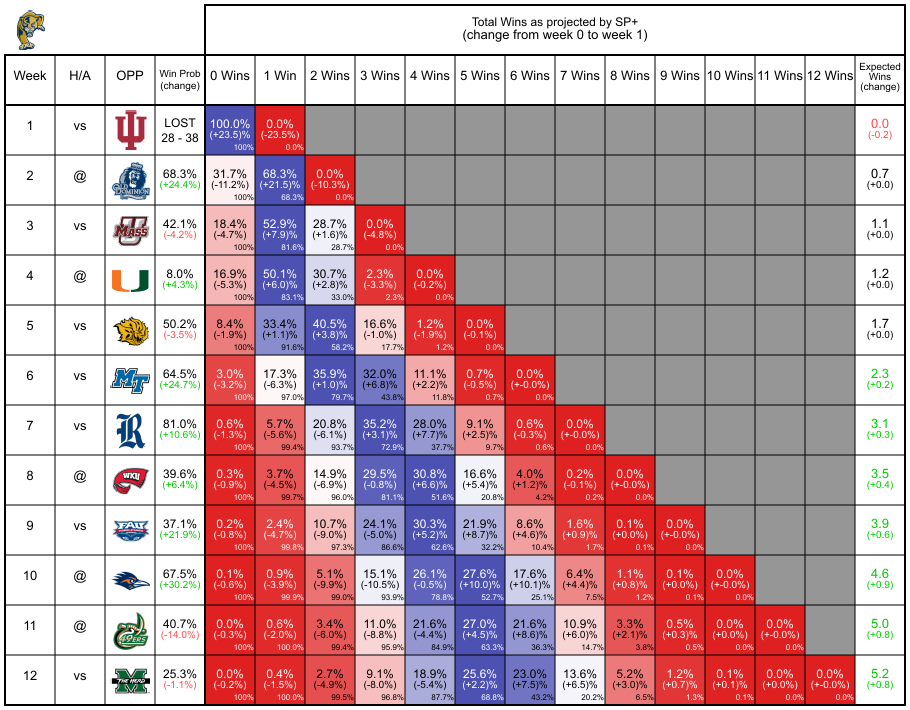 Total Wins as projected by SP+
(change from week 0 to week 1)
Week H/A OPP Win Prob (change) 0 Wins 1 Win 2 Wins 3 Wins 4 Wins 5 Wins 6 Wins 7 Wins 8 Wins 9 Wins 10 Wins 11 Wins 12 Wins Expected Wins (change)
1 vs LOST 100.0% 0.0% 0.0
28 - 38 (+23.5)% (-23.5% (-0.2)
100% 0.0%
2 @ OLD DOMINION 68.3% 31.7% 68.3% 0.0% 0.7
(+24.4%) (-11.2%) (+21.5)% (-10.3%) (+0.0)
100% 68.3% 0.0%
3 vs MASS 42.1% 18.4% 52.9% 28.7% 0.0% 1.1
(-4.2%) (-4.7%) (+7.9)% (+1.6)% (-4.8%) (+0.0)
100% 81.6% 28.7% 0.0%
4 @ 8.0% 16.9% 50.1% 30.7% 2.3% 0.0% 1.2
(+4.3%) (-5.3%) (+6.0)% (+2.8)% (-3.3%) (-0.2%) (+0.0)
100% 83.1% 33.0% 2.3% 0.0%
5 vs 50.2% 8.4% 33.4% 40.5% 16.6% 1.2% 0.0% 1.7
(-3.5%) (-1.9%) (+1.1)% (+3.8)% (-1.0%) (-1.9%) (-0.1%) (+0.0)
100% 91.6% 58.2% 17.7% 1.2% 0.0%
6 vs MT 64.5% 3.0% 17.3% 35.9% 32.0% 11.1% 0.7% 0.0% 2.3
(+24.7%) (-3.2%) (-6.3%) (+1.0)% (+6.8)% (+2.2)% (-0.5%) (+-0.0% (+0.2)
100% 97.0% 79.7% 43.8% 11.8% 0.7% 0.0%
7 vs R 81.0% 0.6% 5.7% 20.8% 35.2% 28.0% 9.1% 0.6% 0.0% 3.1
(+10.6%) (-1.3%) (-5.6%) (-6.1%) (+3.1)% (+7.7)% (+2.5)% (-0.3%) (+-0.0% (+0.3)
100% 99.4% 93.7% 72.9% 37.7% 9.7% 0.6% 0.0%
8 @ WKU 39.6% 0.3% 3.7% 14.9% 29.5% 30.8% 16.6% 4.0% 0.2% 0.0% 3.5
(+6.4%) (-0.9%) (-4.5%) (-6.9%) (-0.8%) (+6.6)% (+5.4)% (+1.2)% (-0.1%) (+-0.0% (+0.4)
100% 99.7% 96.0% 81.1% 51.6% 20.8% 4.2% 0.2% 0.0%
9 vs FAU 37.1% 0.2% 2.4% 10.7% 24.1% 30.3% 21.9% 8.6% 1.6% 0.1% 0.0% 3.9
(+21.9%) (-0.8%) (-4.7%) (-9.0%) (-5.0%) (+5.2)% (+8.7)% (+4.6)% (+0.9)% (+0.0)% (+-0.0% (+0.6)
100% 99.8% 97.3% 86.6% 62.6% 32.2% 10.4% 1.7% 0.1% 0.0%
10 @ 67.5% 0.1% 0.9% 5.1% 15.1% 26.1% 27.6% 17.6% 6.4% 1.1% 0.1% 0.0% 4.6
(+30.2%) (-0.6%) (-3.9%) (-9.9%) (-10.5%) (-0.5%) (+10.0)% (+10.1)% (+4.4)% (+0.8)% (+0.0)% (+-0.0% (+0.9)
100% 99.9% 99.0% 93.9% 78.8% 52.7% 25.1% 7.5% 1.2% 0.1% 0.0%
11 @ 49ERS 40.7% 0.0% 0.6% 3.4% 11.0% 21.6% 27.0% 21.6% 10.9% 3.3% 0.5% 0.0% 0.0% 5.0
(-14.0%) (-0.3%) (-2.0%) (-6.0%) (-8.8%) (-4.4%) (+4.5)% (+8.6)% (+6.0)% (+2.1)% (+0.3)% (+0.0)% (+-0.0% (+0.8)
100% 100.0% 99.4% 95.9% 84.9% 63.3% 36.3% 14.7% 3.8% 0.5% 0.0% 0.0%
12 vs M THE HERD 25.3% 0.0% 0.4% 2.7% 9.1% 18.9% 25.6% 23.0% 13.6% 5.2% 1.2% 0.1% 0.0% 0.0% 5.2
(-1.1%) (-0.2%) (-1.5%) (-4.9%) (-8.0%) (-5.4%) (+2.2)% (+7.5)% (+6.5)% (+3.0)% (+0.7)% (+0.1)% (+0.0)% (+-0.0% (+0.8)
100% 100.0% 99.5% 96.8% 87.7% 68.8% 43.2% 20.2% 6.5% 1.3% 0.1% 0.0% 0.0%